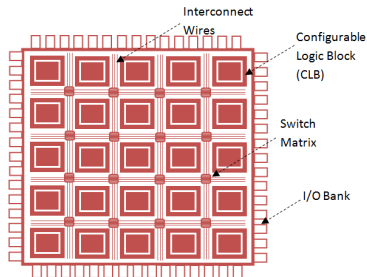 Interconnect
Wires
Configurable
Logic Block
(CLB)
Switch
Matrix
I/O Bank